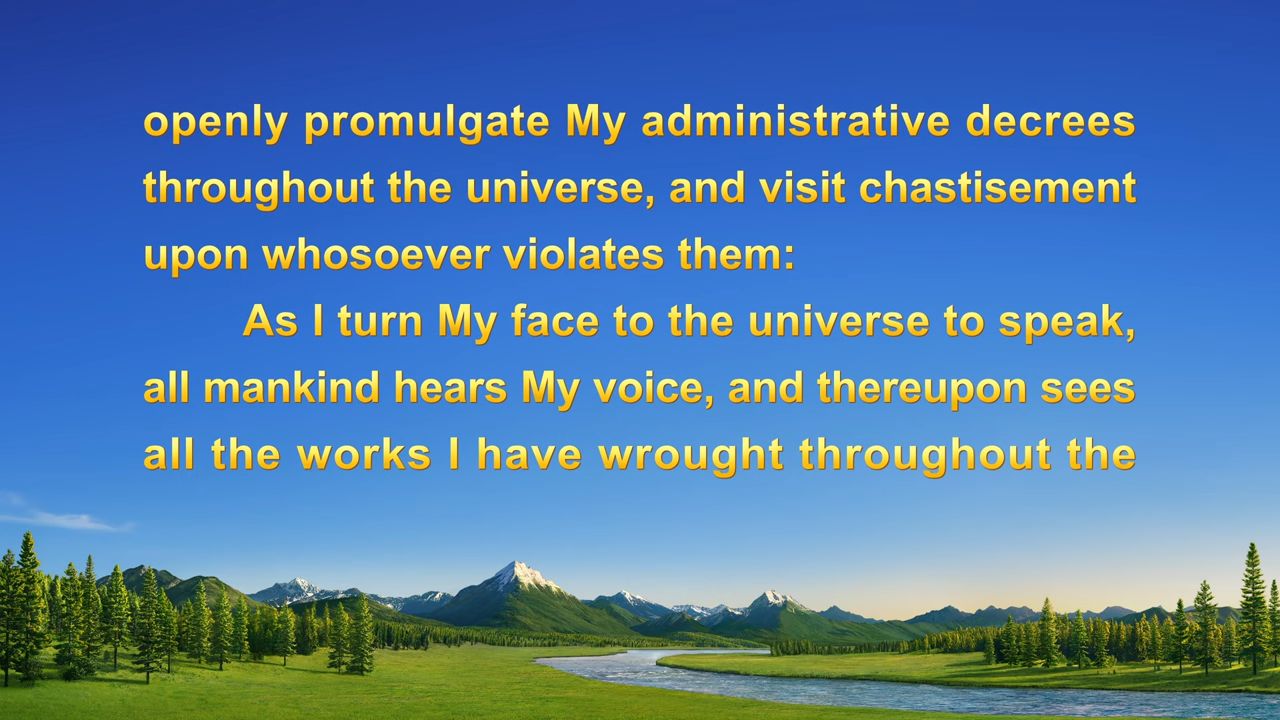 openly promulgate My administrative decrees
throughout the universe, and visit chastisement
upon whosoever violates them:
As I turn My face to the universe to speak,
all mankind hears My voice, and thereupon sees
all the works I have wrought throughout the